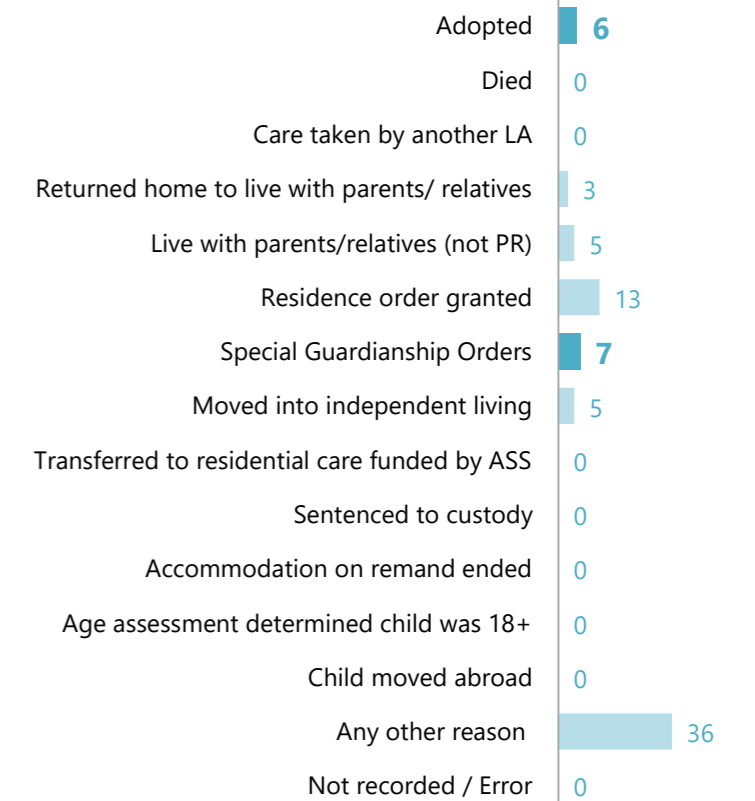 Adopted 6
Died 0
Care taken by another LA 0
Returned home to live with parents/ relatives 3
Live with parents/relatives (not PR) 5
Residence order granted 13
Special Guardianship Orders 7
Moved into independent living 5
Transferred to residential care funded by ASS 0
Sentenced to custody 0
Accommodation on remand ended 0
Age assessment determined child was 18+ 0
Child moved abroad 0
Any other reason 36
Not recorded / Error 0